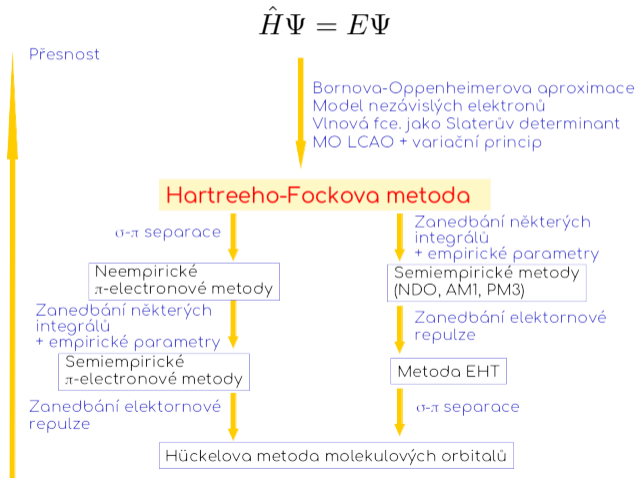 ĤΨ = EΨ
Přesnost
Bornova-Oppenheimerova aproximace
Model nezávislých elektronů
Vlnová fce. jako Slaterův determinant
MO LCAO + variační princip
Hartreeho-Fockova metoda
σ-π separace
Zanedbání některých
integrálů
+ empirické parametry
Neempirické
π-electronové metody
Semiempirické metody
(NDO, AM1, PM3)
Zanedbání některých
integrálů
+ empirické parametry
Zanedbání elektornové
repulze
Semiempirické
π-electronové metody
Metoda EHT
Zanedbání elektornové
repulze
σ-π separace
Hückelova metoda molekulových orbitalů